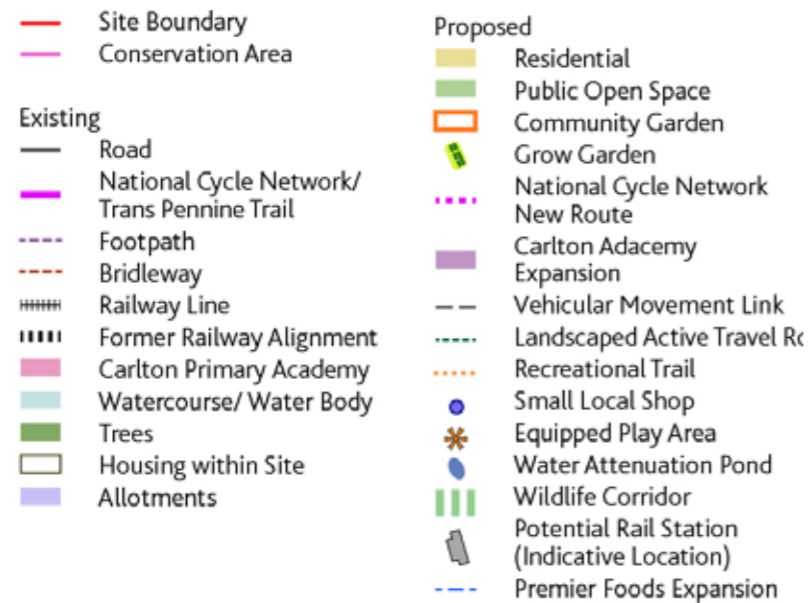 Site Boundary
Conservation Area
Existing
Road
National Cycle Network/
Trans Pennine Trail
Footpath
Bridleway
Railway Line
Former Railway Alignment
Carlton Primary Academy
Watercourse/ Water Body
Trees
Housing within Site
Allotments
Proposed
Residential
Public Open Space
Community Garden
Grow Garden
National Cycle Network
New Route
Carlton Adacemy
Expansion
Vehicular Movement Link
Landscaped Active Travel
Recreational Trail
Small Local Shop
Equipped Play Area
Water Attenuation Pond
Wildlife Corridor
Potential Rail Station
(Indicative Location)
Premier Foods Expansion